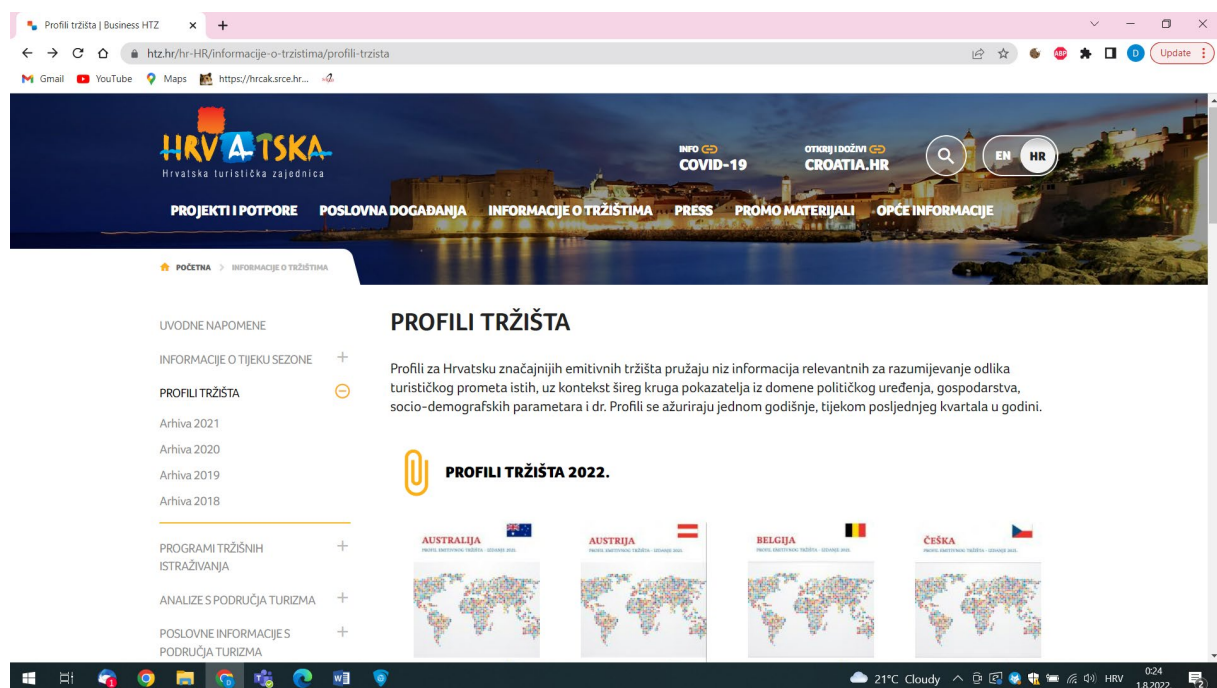 Profili tržišta | Business HTZ
htz.hr/hr-HR/informacije-o-trzistima/profili-trzista
ABP
D
Update
Gmail
YouTube
Maps
https://hrcak.srce.hr...
HRVATSKA
Hrvatska turistička zajednica
INFO
COVID-19
OTKRIJ I DOŽIVI
CROATIA.HR
EN
HR
PROJEKTI I POTPORE
POSLOVNA DOGAĐANJA
INFORMACIJE O TRŽIŠTIMA
PRESS
PROMO MATERIJALI
OPĆE INFORMACIJE
POČETNA > INFORMACIJE O TRŽIŠTIMA
UVODNE NAPOMENE
INFORMACIJE O TIJEKU SEZONE
PROFILI TRŽIŠTA
Arhiva 2021
Arhiva 2020
Arhiva 2019
Arhiva 2018
PROGRAMI TRŽIŠNIH
ISTRAŽIVANJA
ANALIZE S PODRUČJA TURIZMA
POSLOVNE INFORMACIJE S
PODRUČJA TURIZMA
PROFILI TRŽIŠTA
Profili za Hrvatsku značajnijih emitivnih tržišta pružaju niz informacija relevantnih za razumijevanje odlika
turističkog prometa istih, uz kontekst šireg kruga pokazatelja iz domene političkog uređenja, gospodarstva,
socio-demografskih parametara i dr. Profili se ažuriraju jednom godišnje, tijekom posljednjeg kvartala u godini.
PROFILI TRŽIŠTA 2022.
AUSTRALIJA
AUSTRIJA
BELGIJA
ČEŠKA
21°C Cloudy
HRV
0:24
1.8.2022
2